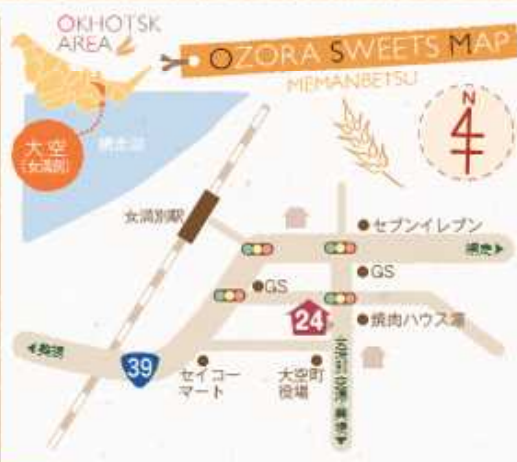 OKHOTSK
AREA
OZORA SWEETS MAP
MEMANBETSU
N
大空
(女満別)
網走湖
女満別駅
セブンイレブン
網走
GS
GS
24
焼肉ハウス
39
セイコー
マート
大空町
役場